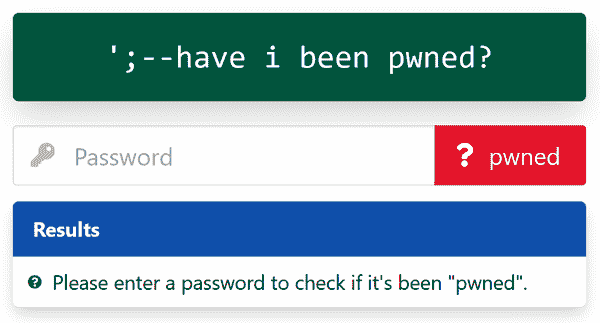 ';--have i been pwned?
Password
? pwned
Results
? Please enter a password to check if it's been "pwned".